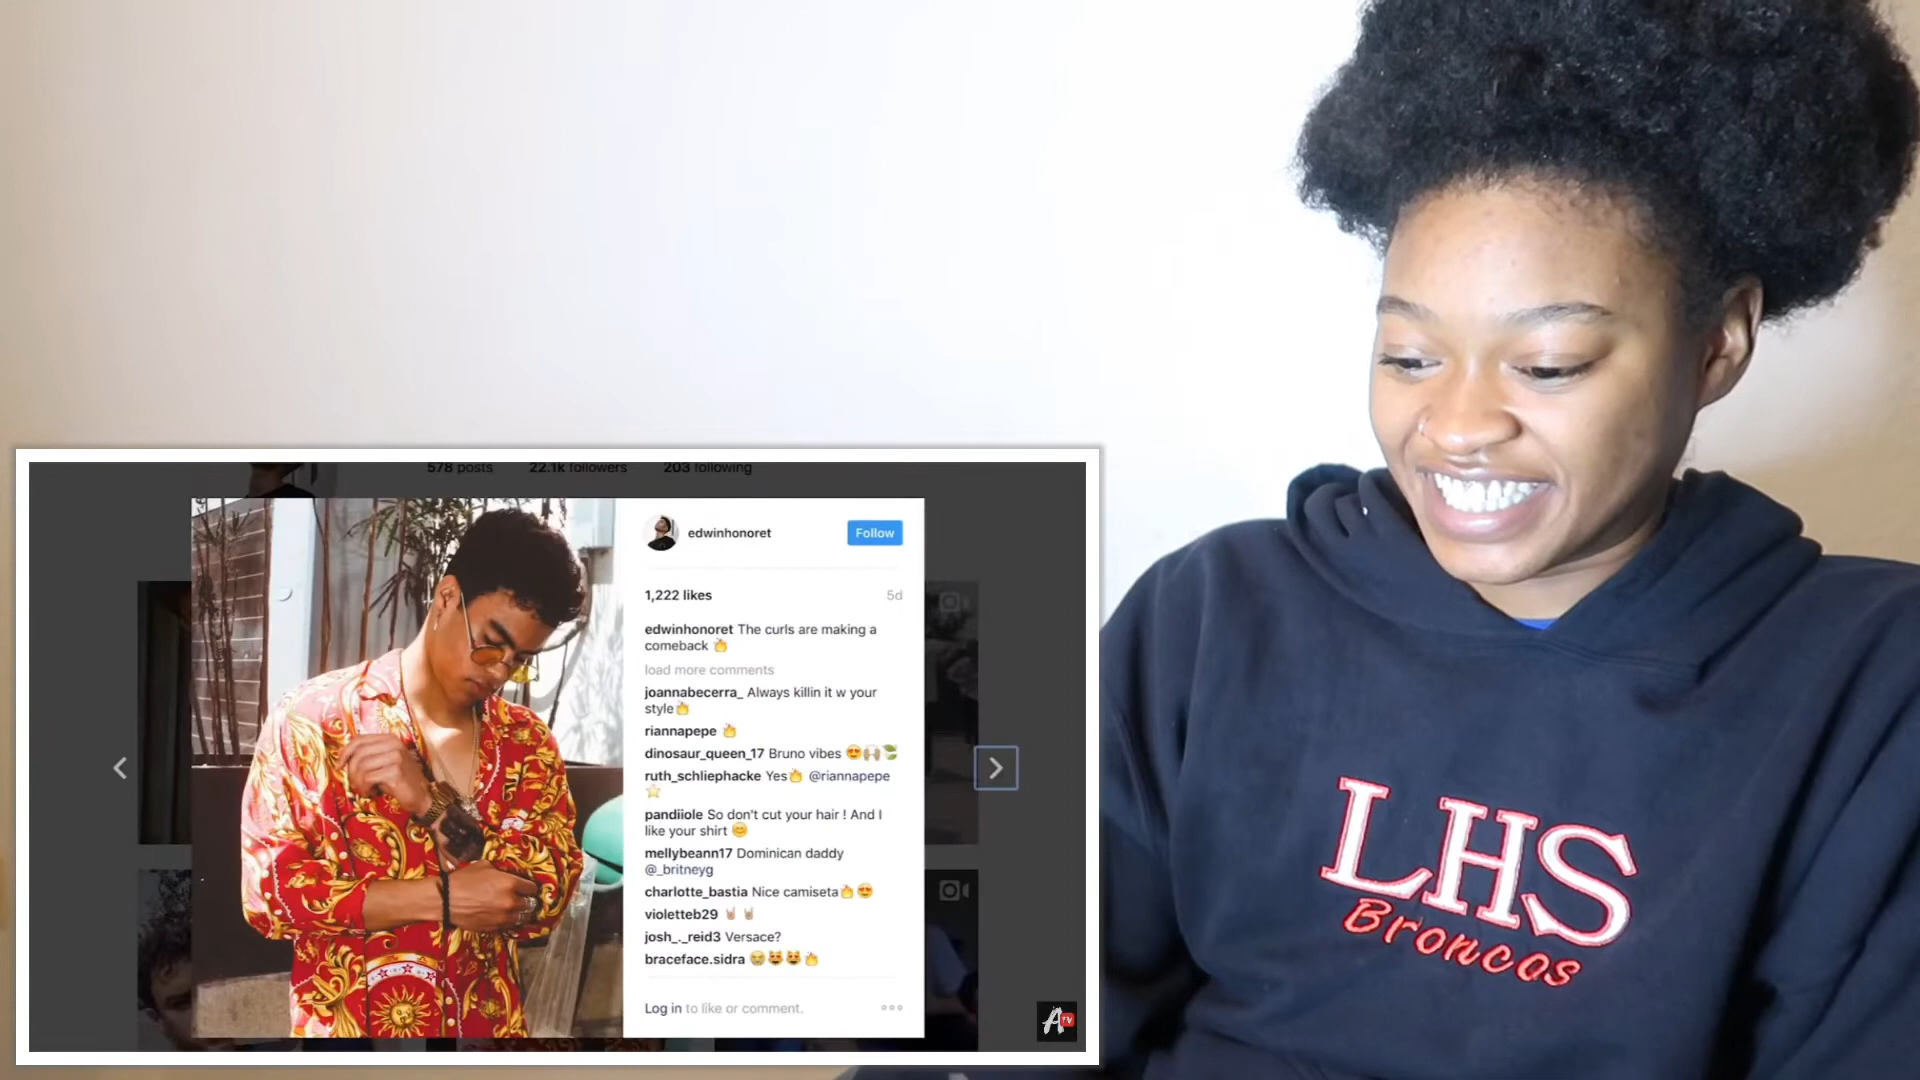 578 posts 22.1k followers 203 following
edwinhonoret Follow
1,222 likes 5d
edwinhonoret The curls are making a
comeback
load more comments
joannabecerra_ Always killin it w your
style
riannapepe
dinosaur_queen_17 Bruno vibes
ruth_schliephacke Yes @riannapepe
pandiiole So don't cut your hair ! And I
like your shirt
mellybeann17 Dominican daddy
@_britneyg
charlotte_bastia Nice camiseta
violetteb29
josh_._reid3 Versace?
braceface.sidra
Log in to like or comment.
A TV
LHS
Broncos